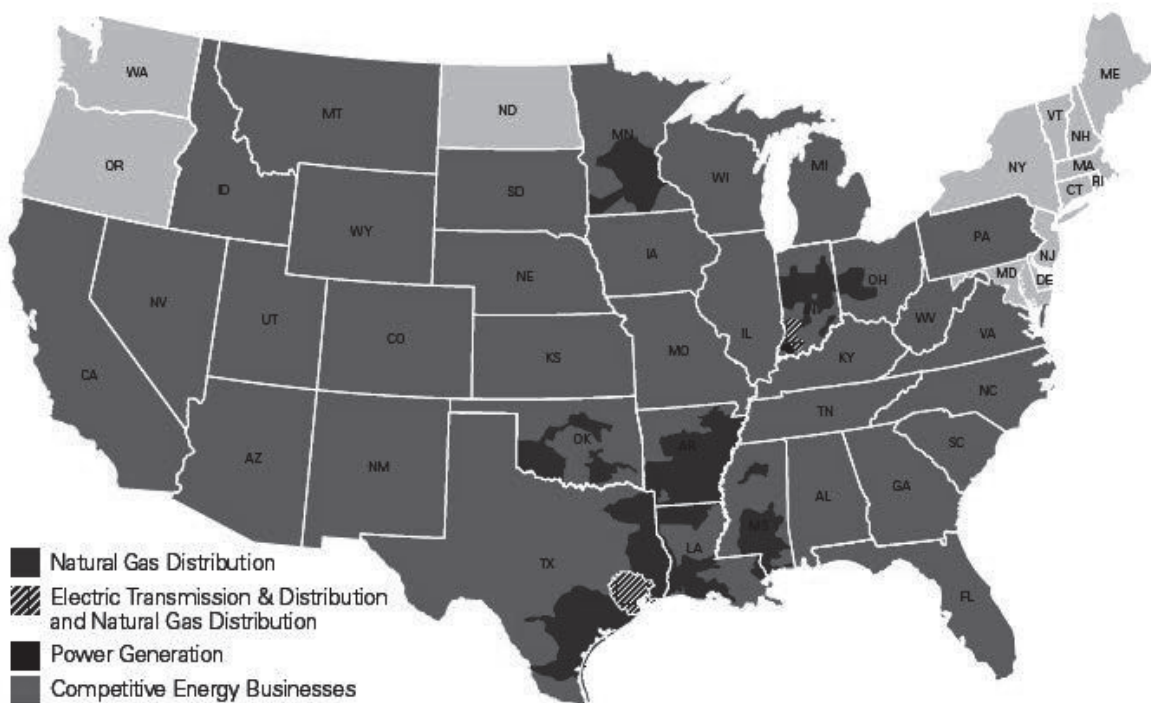 WA
MT
ND
MN
ME
VT
NH
OR
ID
SD
WI
MI
NY
MA
RI
CT
WY
IA
PA
NJ
NE
OH
MD
DE
NV
UT
CO
IL
WV
VA
KS
MO
KY
CA
NC
TN
AZ
NM
OK
AR
SC
MS
AL
GA
TX
LA
FL
Natural Gas Distribution
Electric Transmission & Distribution
and Natural Gas Distribution
Power Generation
Competitive Energy Businesses